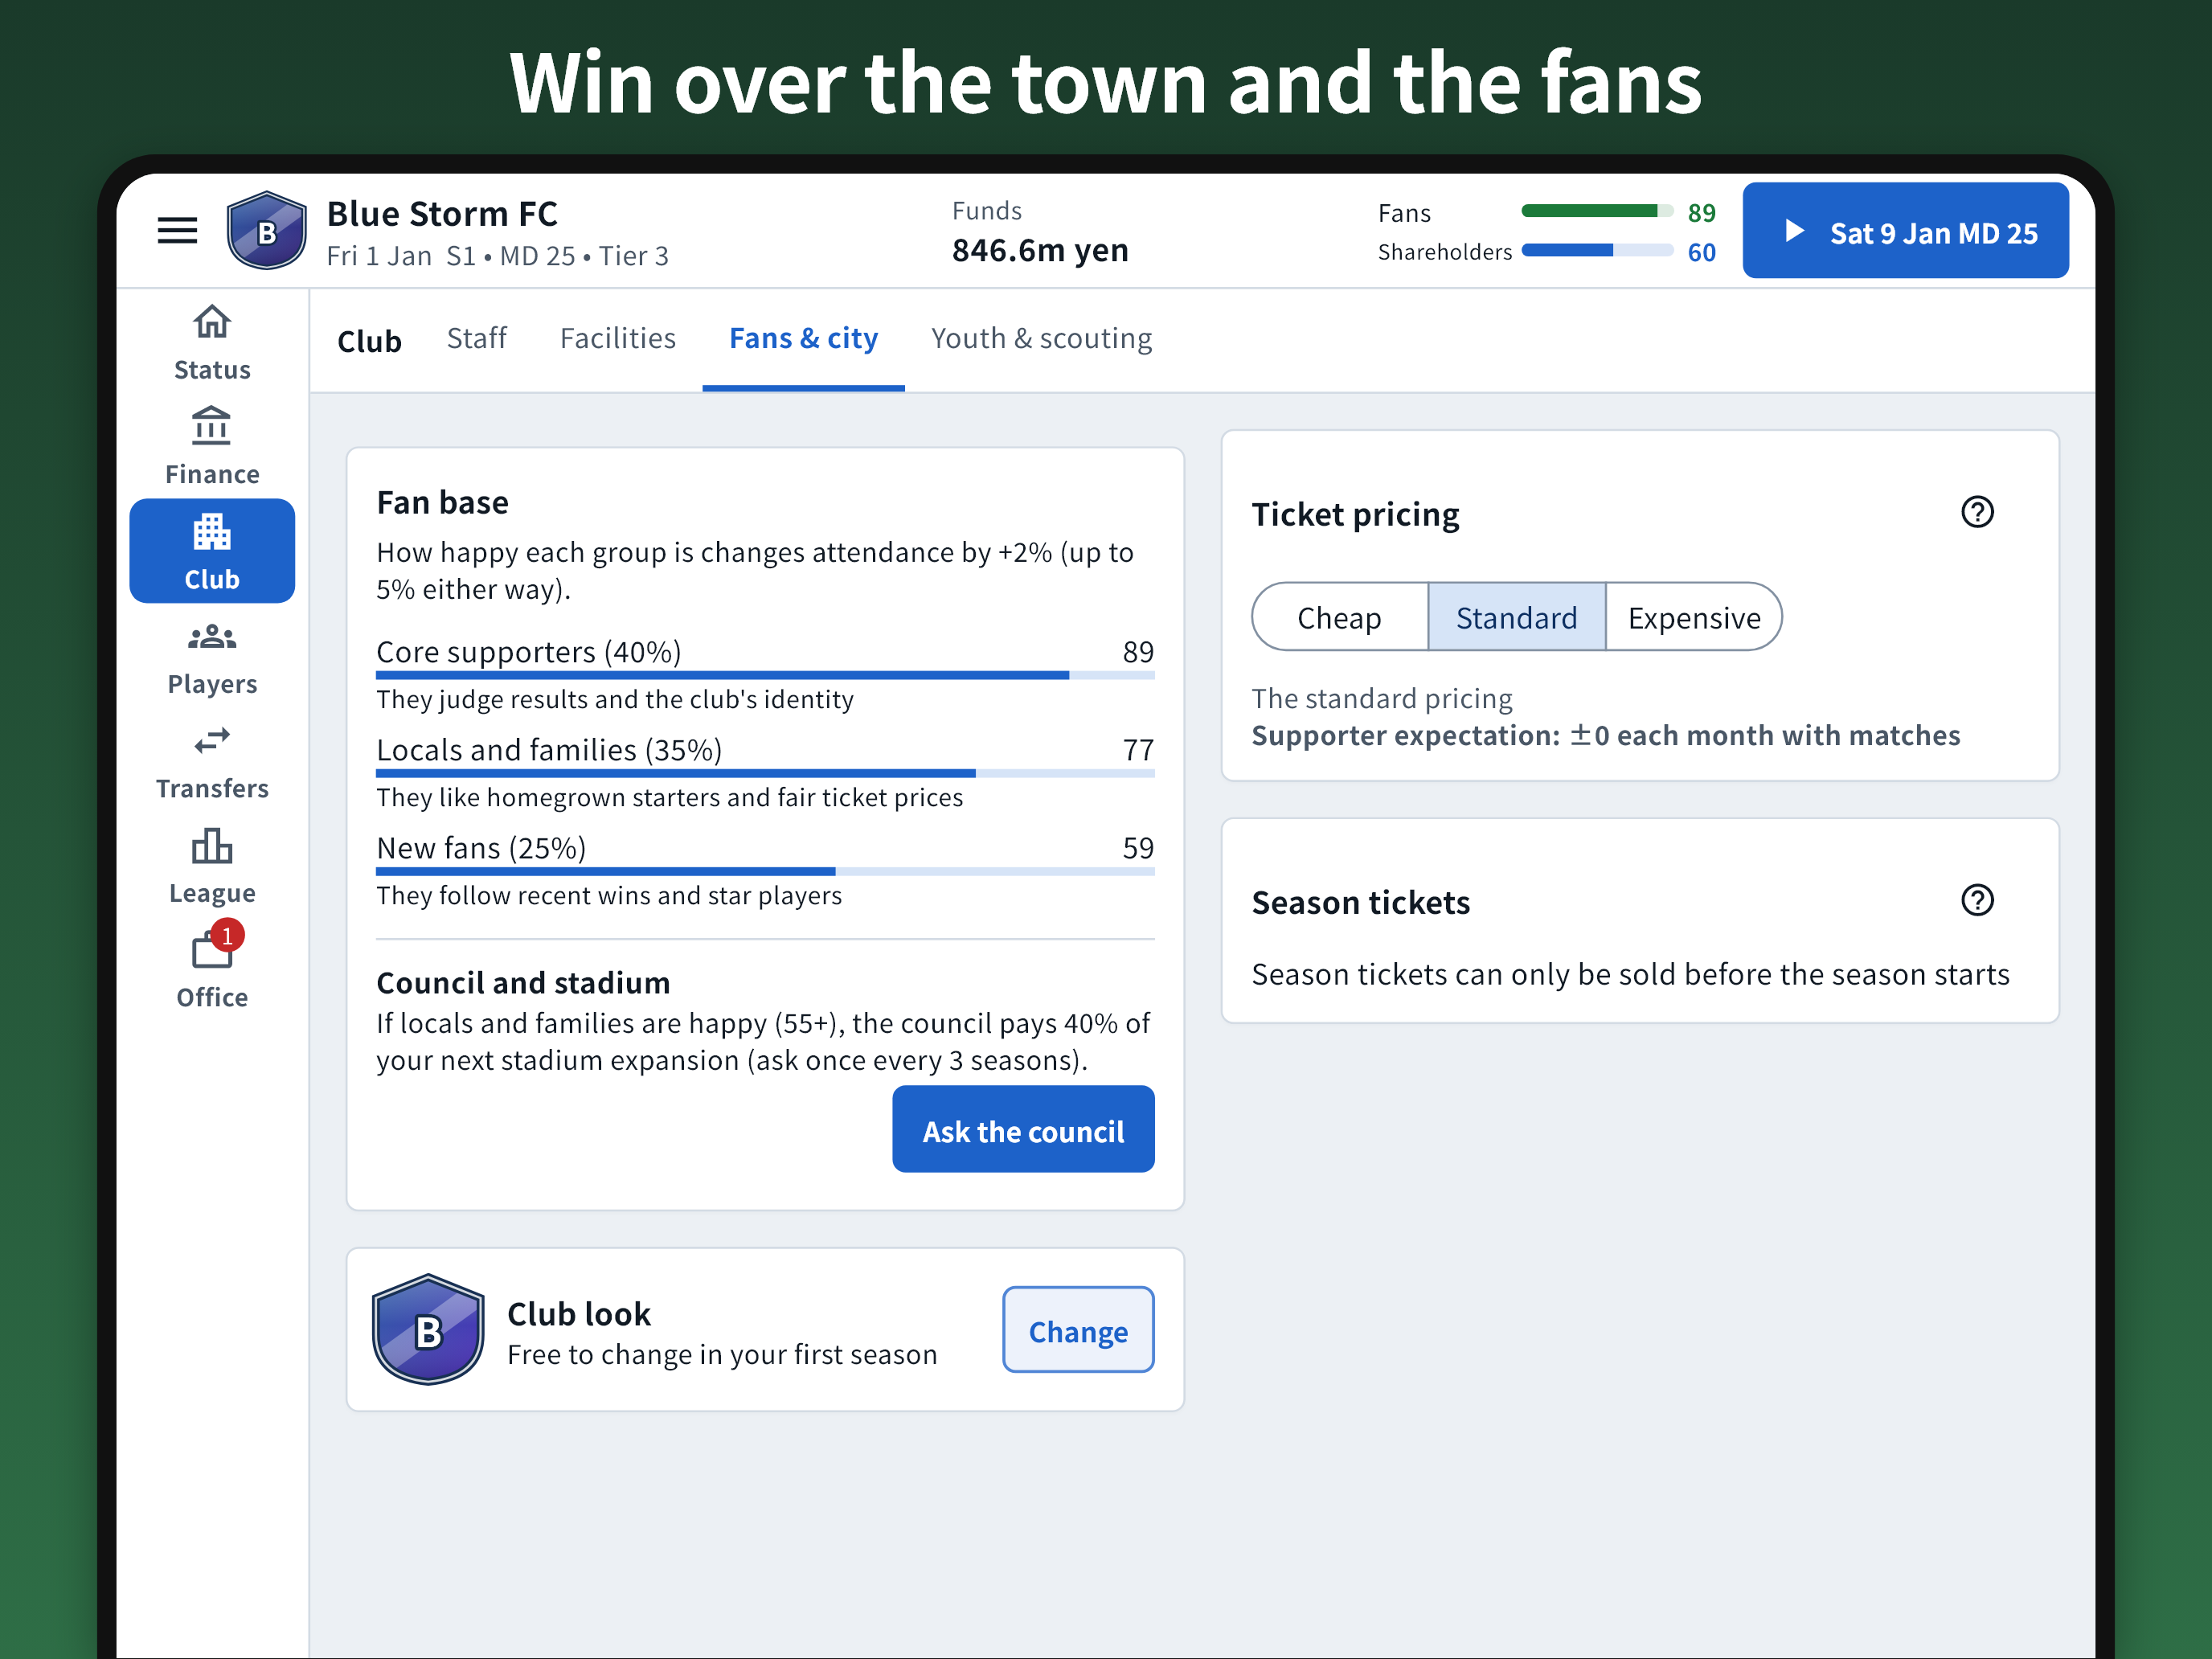 Win over the town and the fans
B
Blue Storm FC
Fri 1 Jan S1 • MD 25 • Tier 3
Funds
846.6m yen
Fans 89
Shareholders 60
Sat 9 Jan MD 25
Status
Finance
Club
Players
Transfers
League
1
Office
Club Staff Facilities Fans & city Youth & scouting
Fan base
How happy each group is changes attendance by +2% (up to
5% either way).
Core supporters (40%) 89
They judge results and the club's identity
Locals and families (35%) 77
They like homegrown starters and fair ticket prices
New fans (25%) 59
They follow recent wins and star players
Council and stadium
If locals and families are happy (55+), the council pays 40% of
your next stadium expansion (ask once every 3 seasons).
Ask the council
B
Club look
Free to change in your first season
Change
Ticket pricing ?
Cheap Standard Expensive
The standard pricing
Supporter expectation: ±0 each month with matches
Season tickets ?
Season tickets can only be sold before the season starts